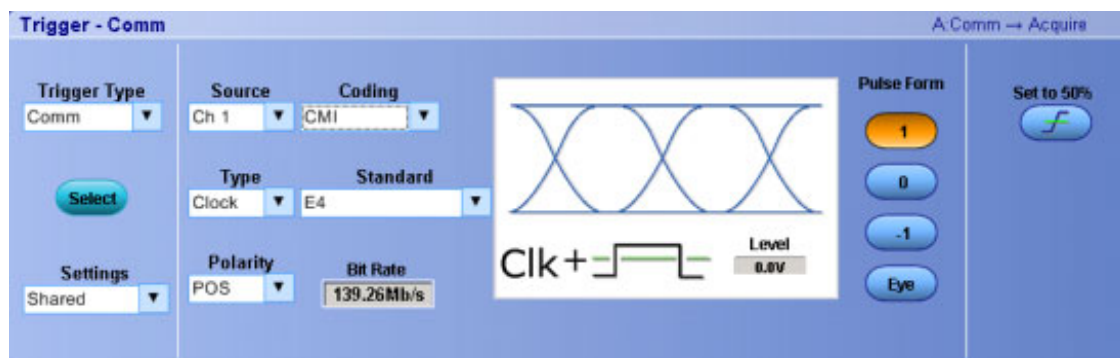 Trigger - Comm
A:Comm → Acquire
Trigger Type
Comm
Select
Settings
Shared
Source
Ch 1
Coding
CMI
Type
Clock
Standard
E4
Polarity
POS
Bit Rate
139.26Mb/s
Clk+
Level
0.0V
Pulse Form
1
0
-1
Eye
Set to 50%